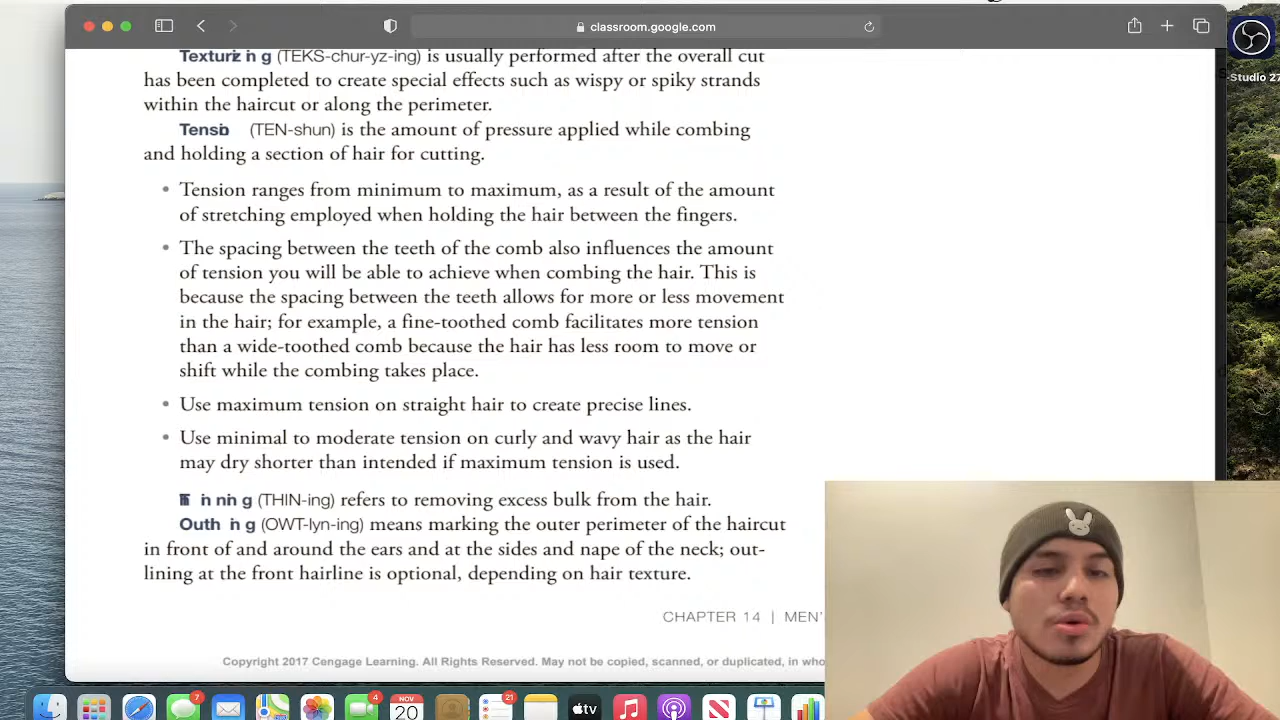 classroom.google.com
Studio 27
(TEKS-chur-yz-ing) is usually performed after the overall cut
has been completed to create special effects such as wispy or spiky strands
within the haircut or along the perimeter.
(TEN-shun) is the amount of pressure applied while combing
and holding a section of hair for cutting.
• Tension ranges from minimum to maximum, as a result of the amount
of stretching employed when holding the hair between the fingers.
• The spacing between the teeth of the comb also influences the amount
of tension you will be able to achieve when combing the hair. This is
because the spacing between the teeth allows for more or less movement
in the hair; for example, a fine-toothed comb facilitates more tension
than a wide-toothed comb because the hair has less room to move or
shift while the combing takes place.
• Use maximum tension on straight hair to create precise lines.
• Use minimal to moderate tension on curly and wavy hair as the hair
may dry shorter than intended if maximum tension is used.
(THIN-ing) refers to removing excess bulk from the hair.
(OWT-lyn-ing) means marking the outer perimeter of the haircut
in front of and around the ears and at the sides and nape of the neck; out-
lining at the front hairline is optional, depending on hair texture.
CHAPTER 14 | MEN'
Copyright 2017 Cengage Learning. All Rights Reserved. May not be copied, scanned, or duplicated, in who
7
4
NOV
20
21
tv